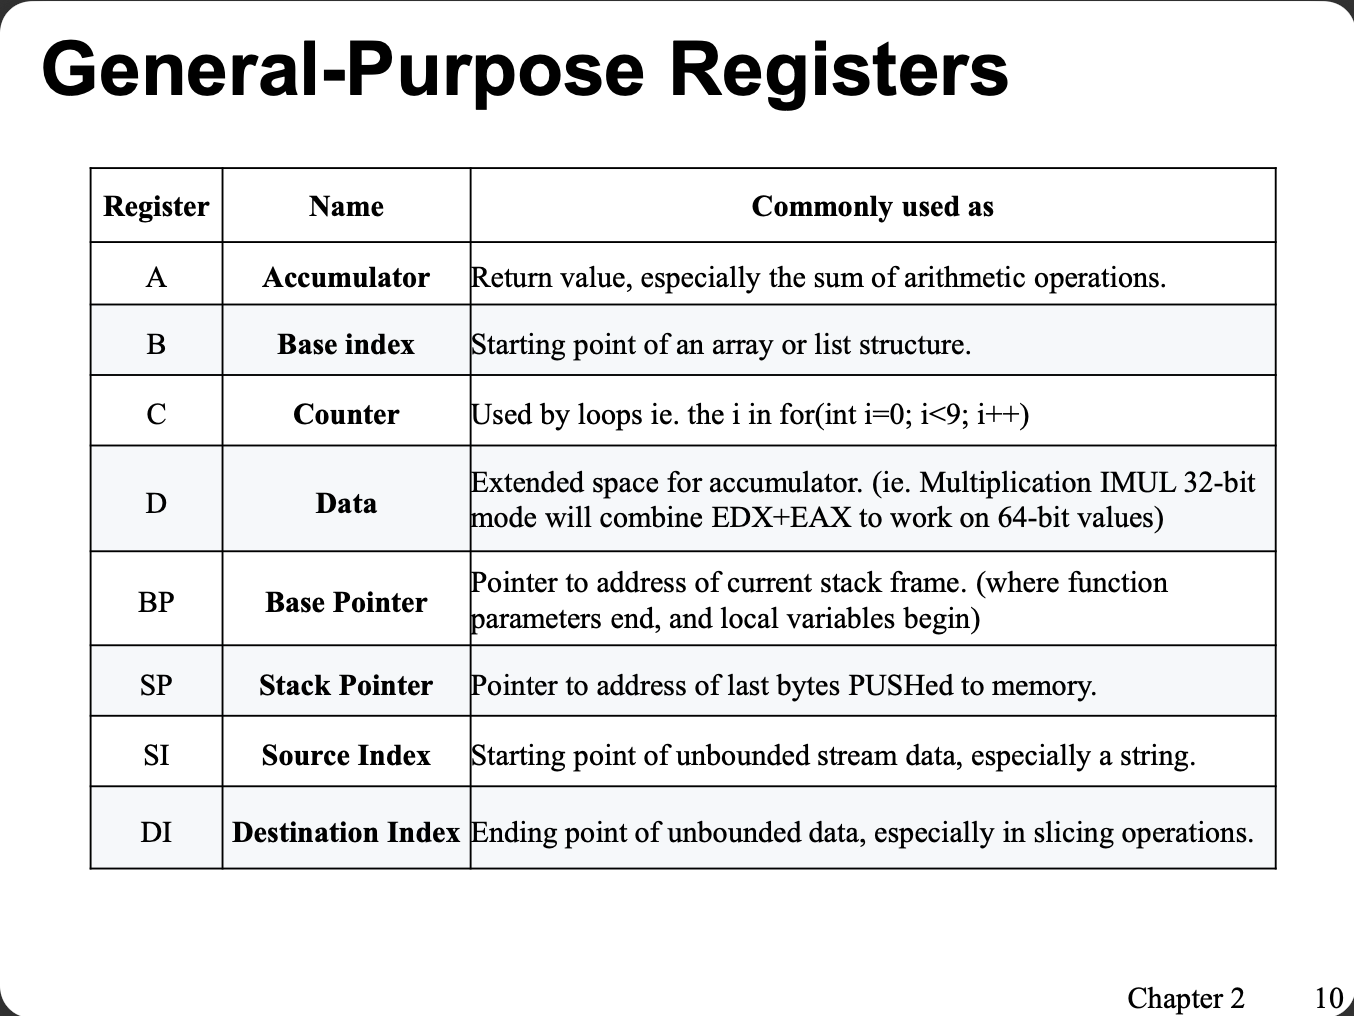 General-Purpose Registers
Register Name Commonly used as
A Accumulator Return value, especially the sum of arithmetic operations.
B Base index Starting point of an array or list structure.
C Counter Used by loops ie. the i in for(int i=0; i<9; i++)
D Data Extended space for accumulator. (ie. Multiplication IMUL 32-bit
mode will combine EDX+EAX to work on 64-bit values)
BP Base Pointer Pointer to address of current stack frame. (where function
parameters end, and local variables begin)
SP Stack Pointer Pointer to address of last bytes PUSHed to memory.
SI Source Index Starting point of unbounded stream data, especially a string.
DI Destination Index Ending point of unbounded data, especially in slicing operations.
Chapter 2 10